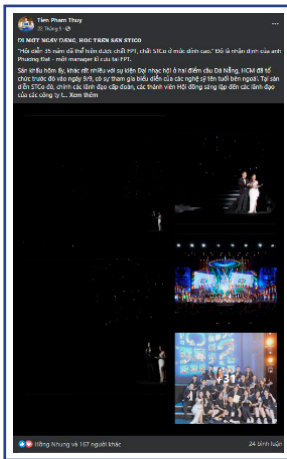 Tien Pham Thuy
22 Tháng 9
ĐI MỘT NGÀY ĐÀNG, HỌC TRÊN SÂN STCO
"Hội diễn 35 năm đã thể hiện được chất FPT, chất STCo ở mức đỉnh cao." Đó là nhận định của anh
Phương Đạt - một manager kì cựu tại FPT.
Sân khấu hôm ấy, khác rất nhiều với sự kiện Đại nhạc hội ở hai điểm cầu Đà Nẵng, HCM đã tổ
chức trước đó vào ngày 9/9, có sự tham gia biểu diễn của các nghệ sỹ tên tuổi bên ngoài. Tại sân
diễn STCo đó, chính các lãnh đạo cấp đoàn, các thành viên Hội đồng sáng lập đến các lãnh đạo
của các công ty t... Xem thêm
+31
Hồng Nhung và 167 người khác
24 bình luận